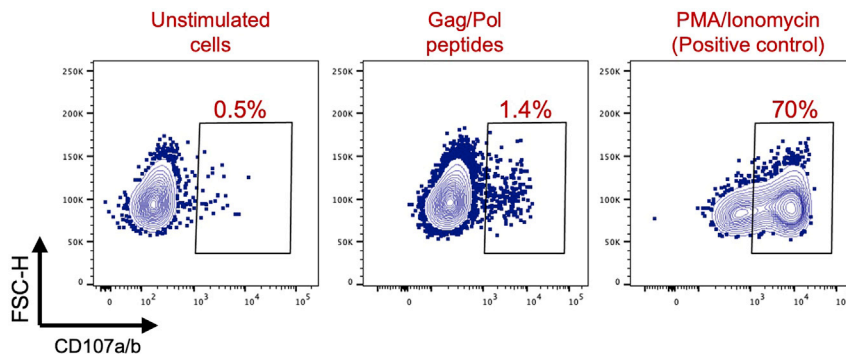 Unstimulated
cells
Gag/Pol
peptides
PMA/Ionomycin
(Positive control)
250K
200K
150K
100K
50K
0
0.5%
0
10²
10³
10⁴
10⁵
250K
200K
150K
100K
50K
0
1.4%
0
10²
10³
10⁴
10⁵
250K
200K
150K
100K
50K
0
70%
0
10³
10⁴
10⁵
FSC-H
CD107a/b